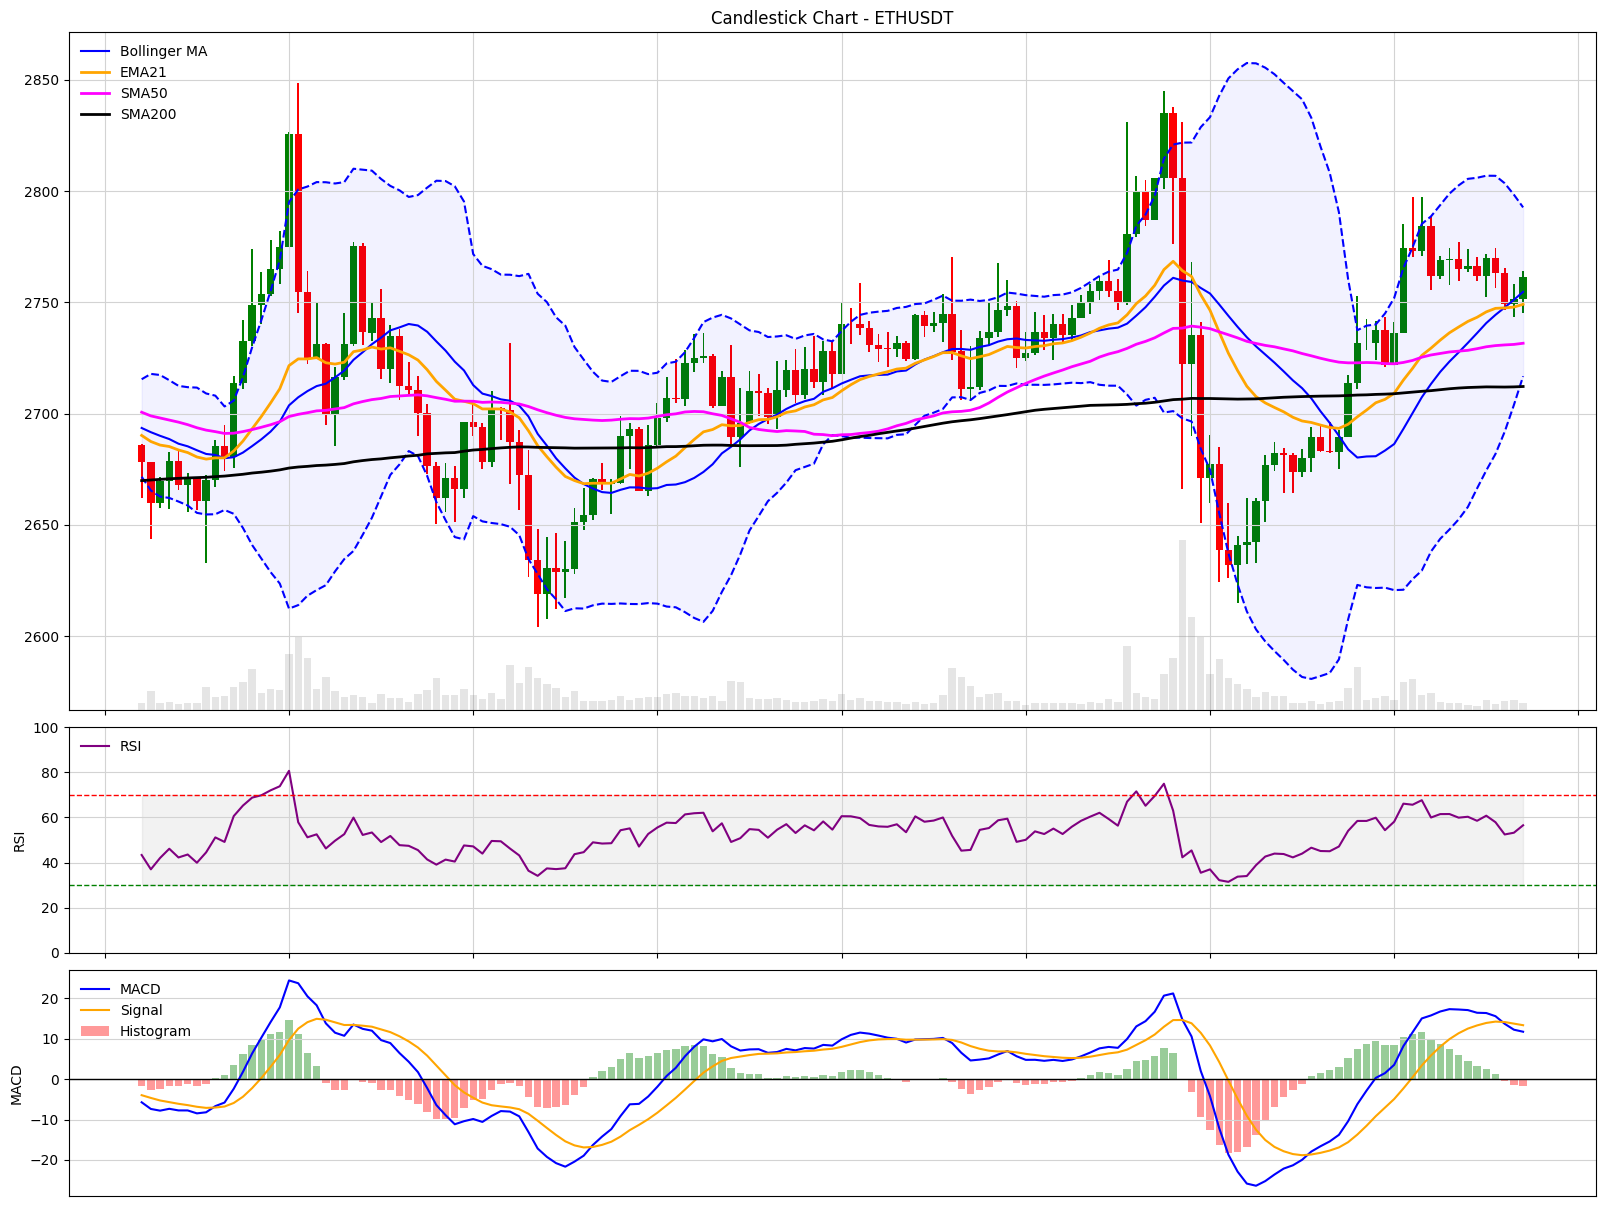 Candlestick Chart - ETHUSDT
Bollinger MA
EMA21
SMA50
SMA200
2850
2800
2750
2700
2650
2600
RSI
100
80
60
40
20
0
RSI
MACD
Signal
Histogram
20
10
0
−10
−20
MACD